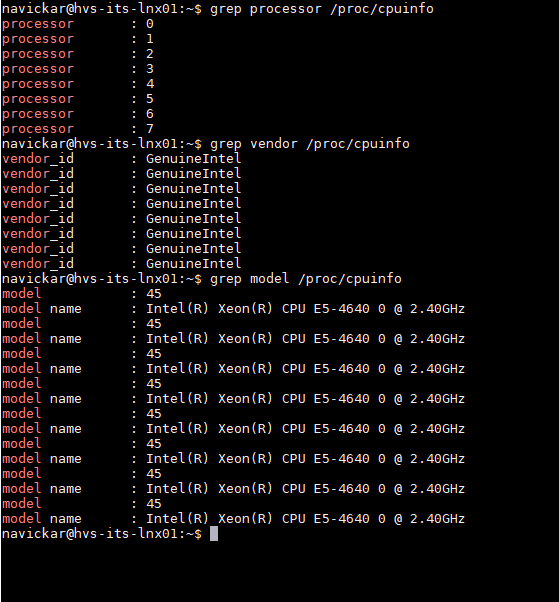 navickar@hvs-its-lnx01:~$ grep processor /proc/cpuinfo
processor : 0
processor : 1
processor : 2
processor : 3
processor : 4
processor : 5
processor : 6
processor : 7
navickar@hvs-its-lnx01:~$ grep vendor /proc/cpuinfo
vendor_id : GenuineIntel
vendor_id : GenuineIntel
vendor_id : GenuineIntel
vendor_id : GenuineIntel
vendor_id : GenuineIntel
vendor_id : GenuineIntel
vendor_id : GenuineIntel
vendor_id : GenuineIntel
navickar@hvs-its-lnx01:~$ grep model /proc/cpuinfo
model : 45
model name : Intel(R) Xeon(R) CPU E5-4640 0 @ 2.40GHz
model : 45
model name : Intel(R) Xeon(R) CPU E5-4640 0 @ 2.40GHz
model : 45
model name : Intel(R) Xeon(R) CPU E5-4640 0 @ 2.40GHz
model : 45
model name : Intel(R) Xeon(R) CPU E5-4640 0 @ 2.40GHz
model : 45
model name : Intel(R) Xeon(R) CPU E5-4640 0 @ 2.40GHz
model : 45
model name : Intel(R) Xeon(R) CPU E5-4640 0 @ 2.40GHz
model : 45
model name : Intel(R) Xeon(R) CPU E5-4640 0 @ 2.40GHz
model : 45
model name : Intel(R) Xeon(R) CPU E5-4640 0 @ 2.40GHz
navickar@hvs-its-lnx01:~$